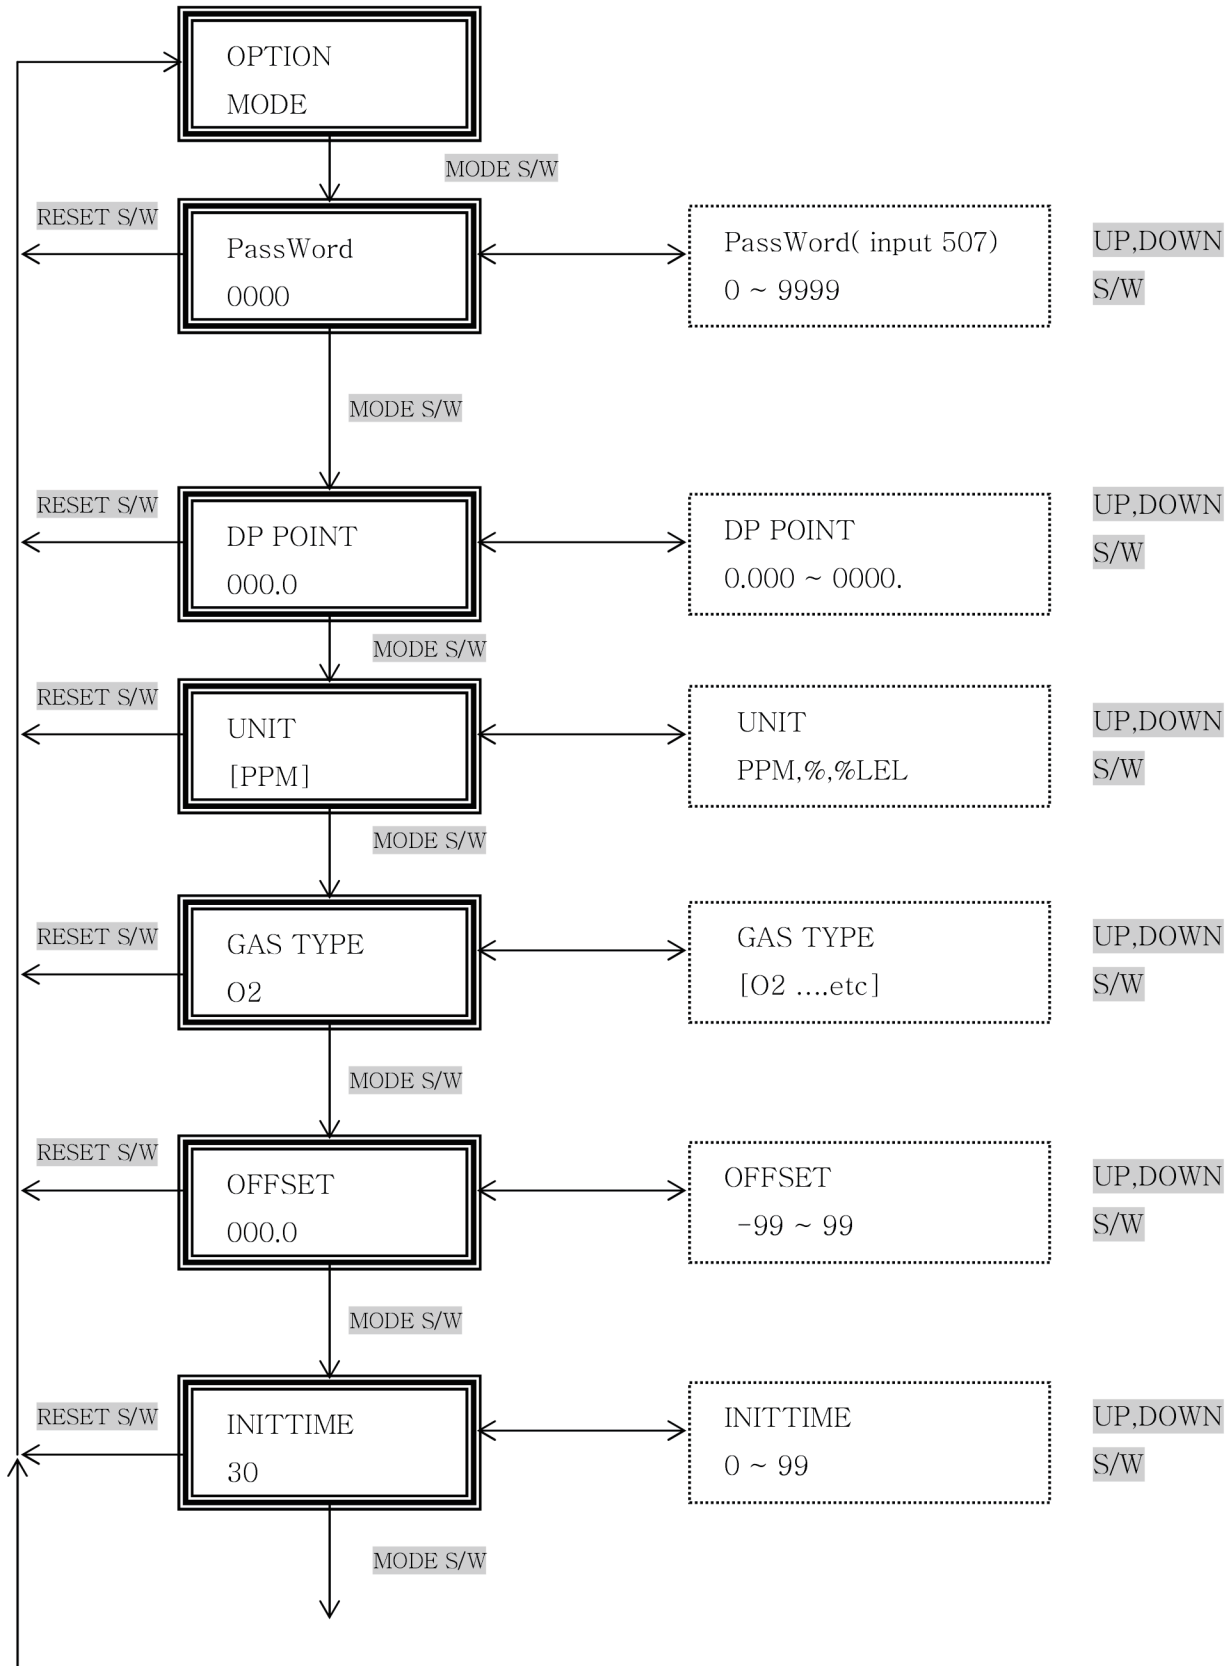 OPTION
MODE
MODE S/W
RESET S/W
PassWord
0000
PassWord( input 507)
0 ~ 9999
UP,DOWN
S/W
MODE S/W
RESET S/W
DP POINT
000.0
DP POINT
0.000 ~ 0000.
UP,DOWN
S/W
MODE S/W
RESET S/W
UNIT
[PPM]
UNIT
PPM,%,%LEL
UP,DOWN
S/W
MODE S/W
RESET S/W
GAS TYPE
O2
GAS TYPE
[O2 ....etc]
UP,DOWN
S/W
MODE S/W
RESET S/W
OFFSET
000.0
OFFSET
-99 ~ 99
UP,DOWN
S/W
MODE S/W
RESET S/W
INITTIME
30
INITTIME
0 ~ 99
UP,DOWN
S/W
MODE S/W